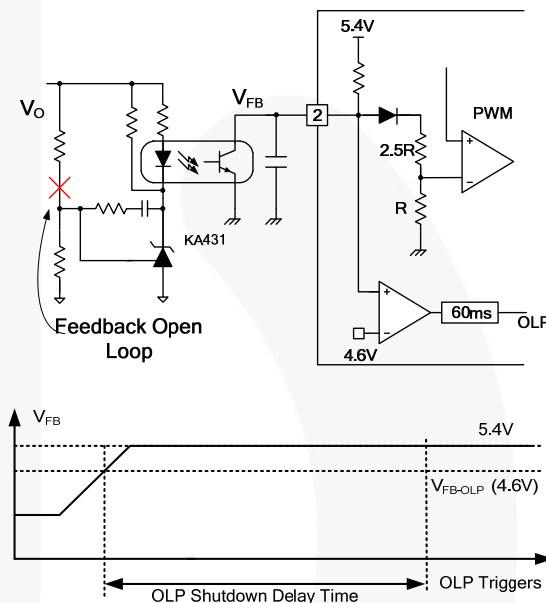 5.4V
VO
VFB
2
PWM
2.5R
R
KA431
Feedback Open
Loop
60ms
OLP
4.6V
VFB
5.4V
VFB-OLP (4.6V)
OLP Triggers
OLP Shutdown Delay Time